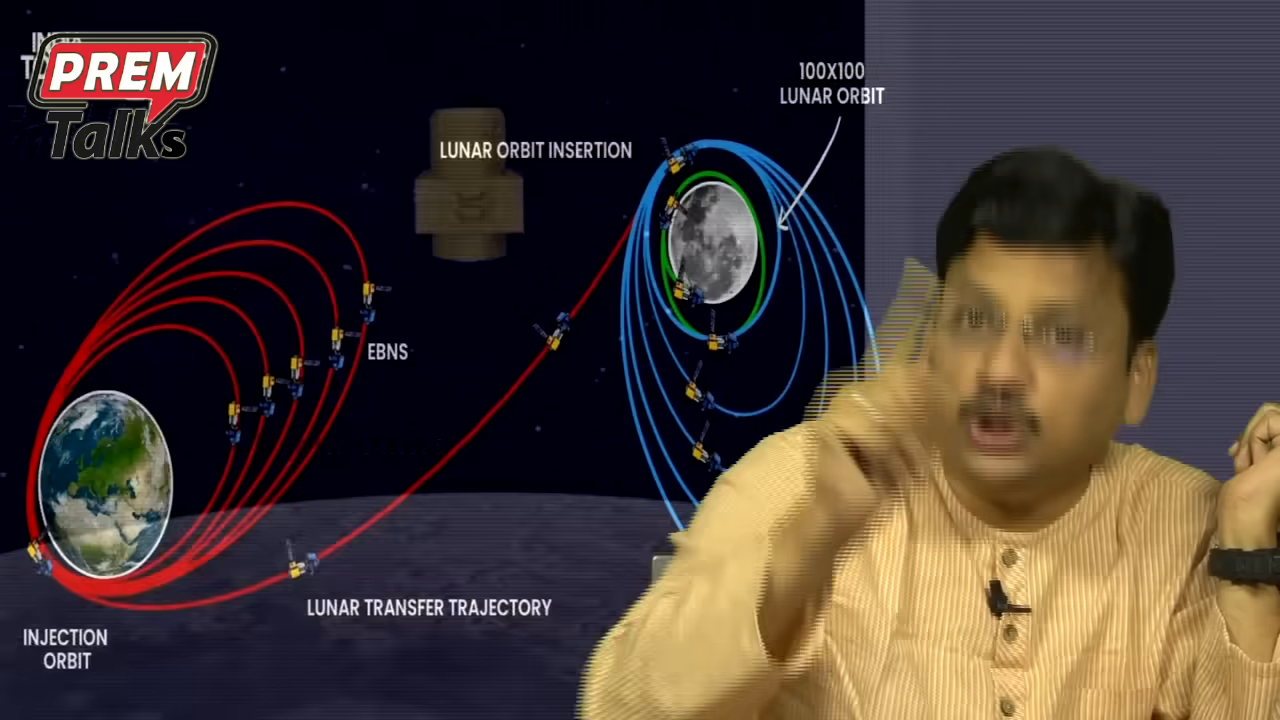 PREM
Talks
100X100
LUNAR ORBIT
LUNAR ORBIT INSERTION
EBNS
LUNAR TRANSFER TRAJECTORY
INJECTION
ORBIT